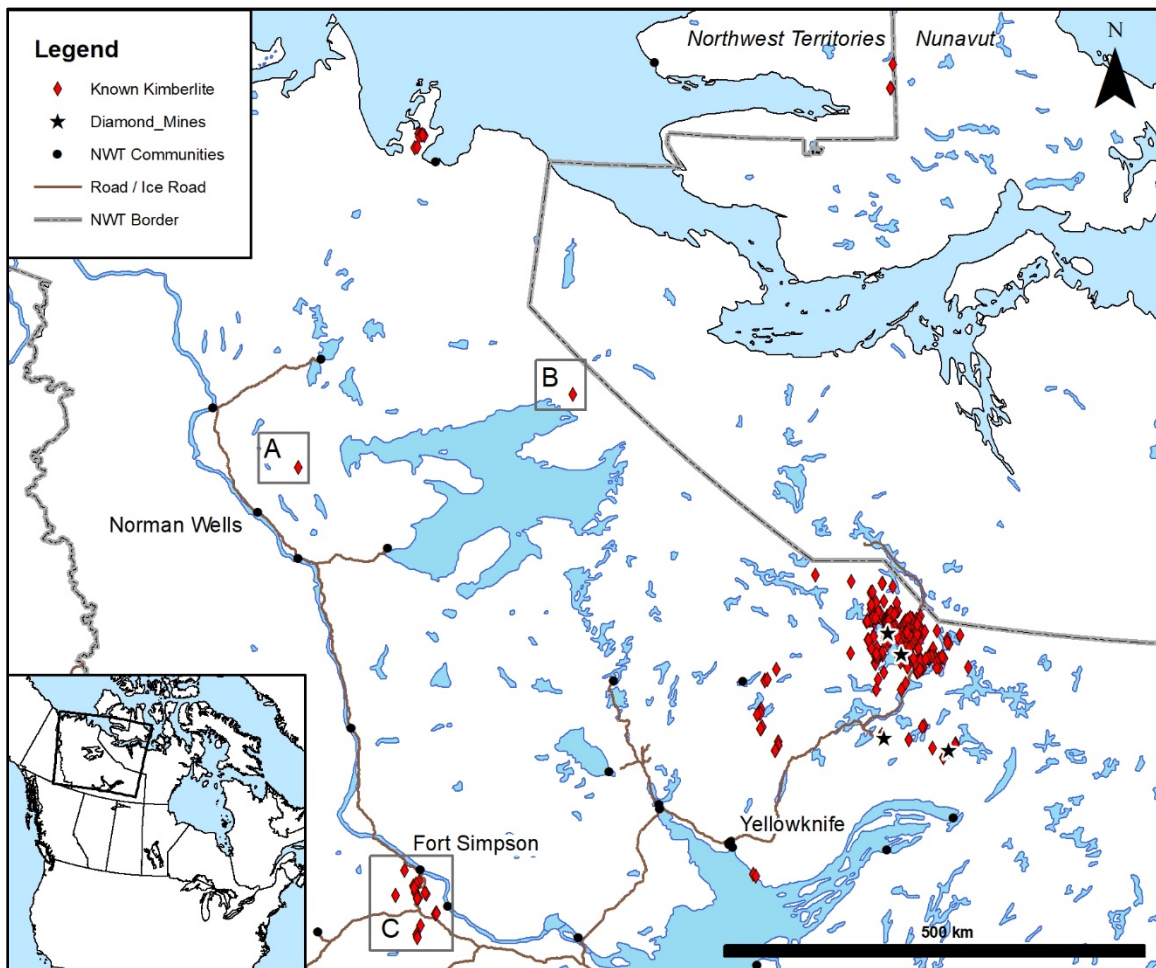 Legend
Known Kimberlite
Diamond_Mines
NWT Communities
Road / Ice Road
NWT Border
Northwest Territories
Nunavut
N
B
A
Norman Wells
Fort Simpson
Yellowknife
C
500 km